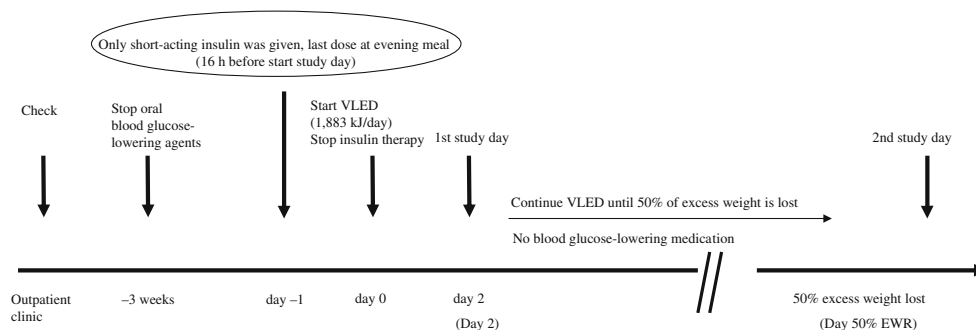 Only short-acting insulin was given, last dose at evening meal
(16 h before start study day)
Check
Stop oral
blood glucose-
lowering agents
Start VLED
(1,883 kJ/day)
Stop insulin therapy
1st study day
2nd study day
Continue VLED until 50% of excess weight is lost
No blood glucose-lowering medication
Outpatient
clinic
–3 weeks
day –1
day 0
day 2
(Day 2)
50% excess weight lost
(Day 50% EWR)